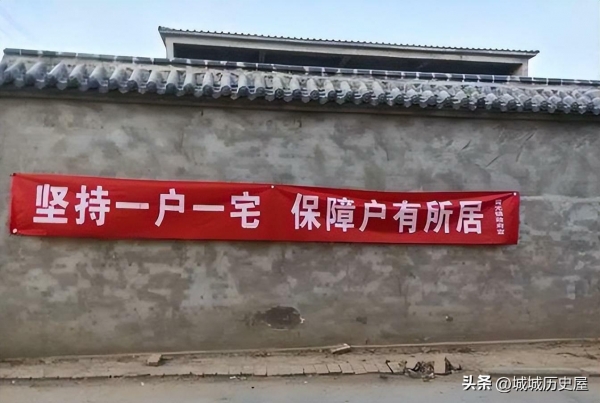 坚持一户一宅 保障户有所居
头条 @城城历史屋